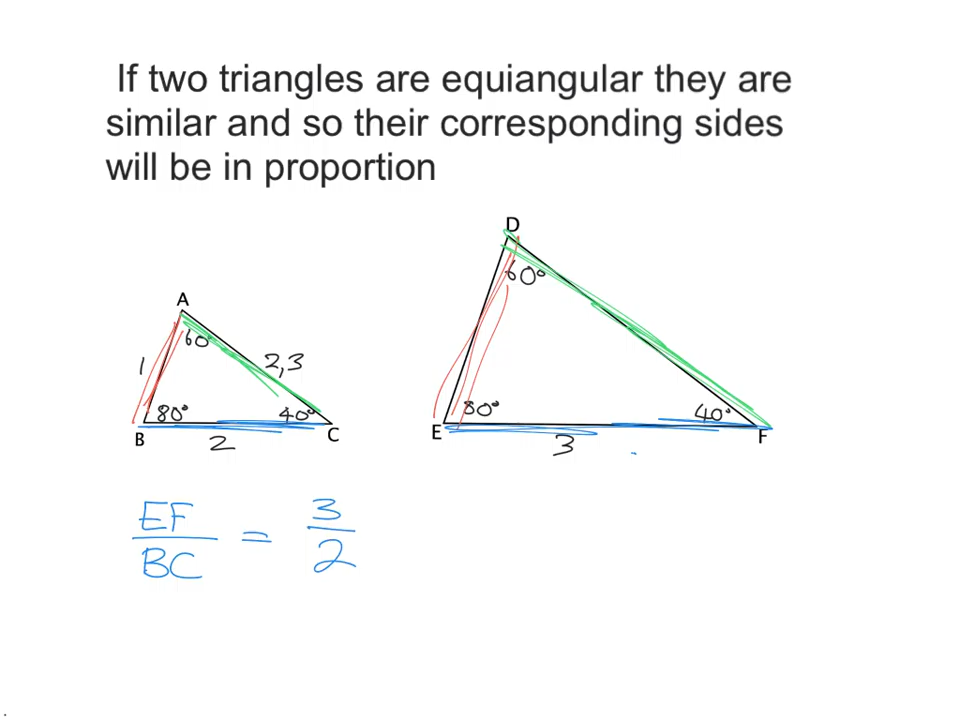 If two triangles are equiangular they are
similar and so their corresponding sides
will be in proportion
D
60°
A
60°
1
2,3
80°
40°
B
2
C
80°
40°
E
3
F
EF/BC = 3/2